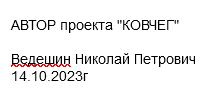 АВТОР проекта "КОВЧЕГ"
Ведешин Николай Петрович
14.10.2023г